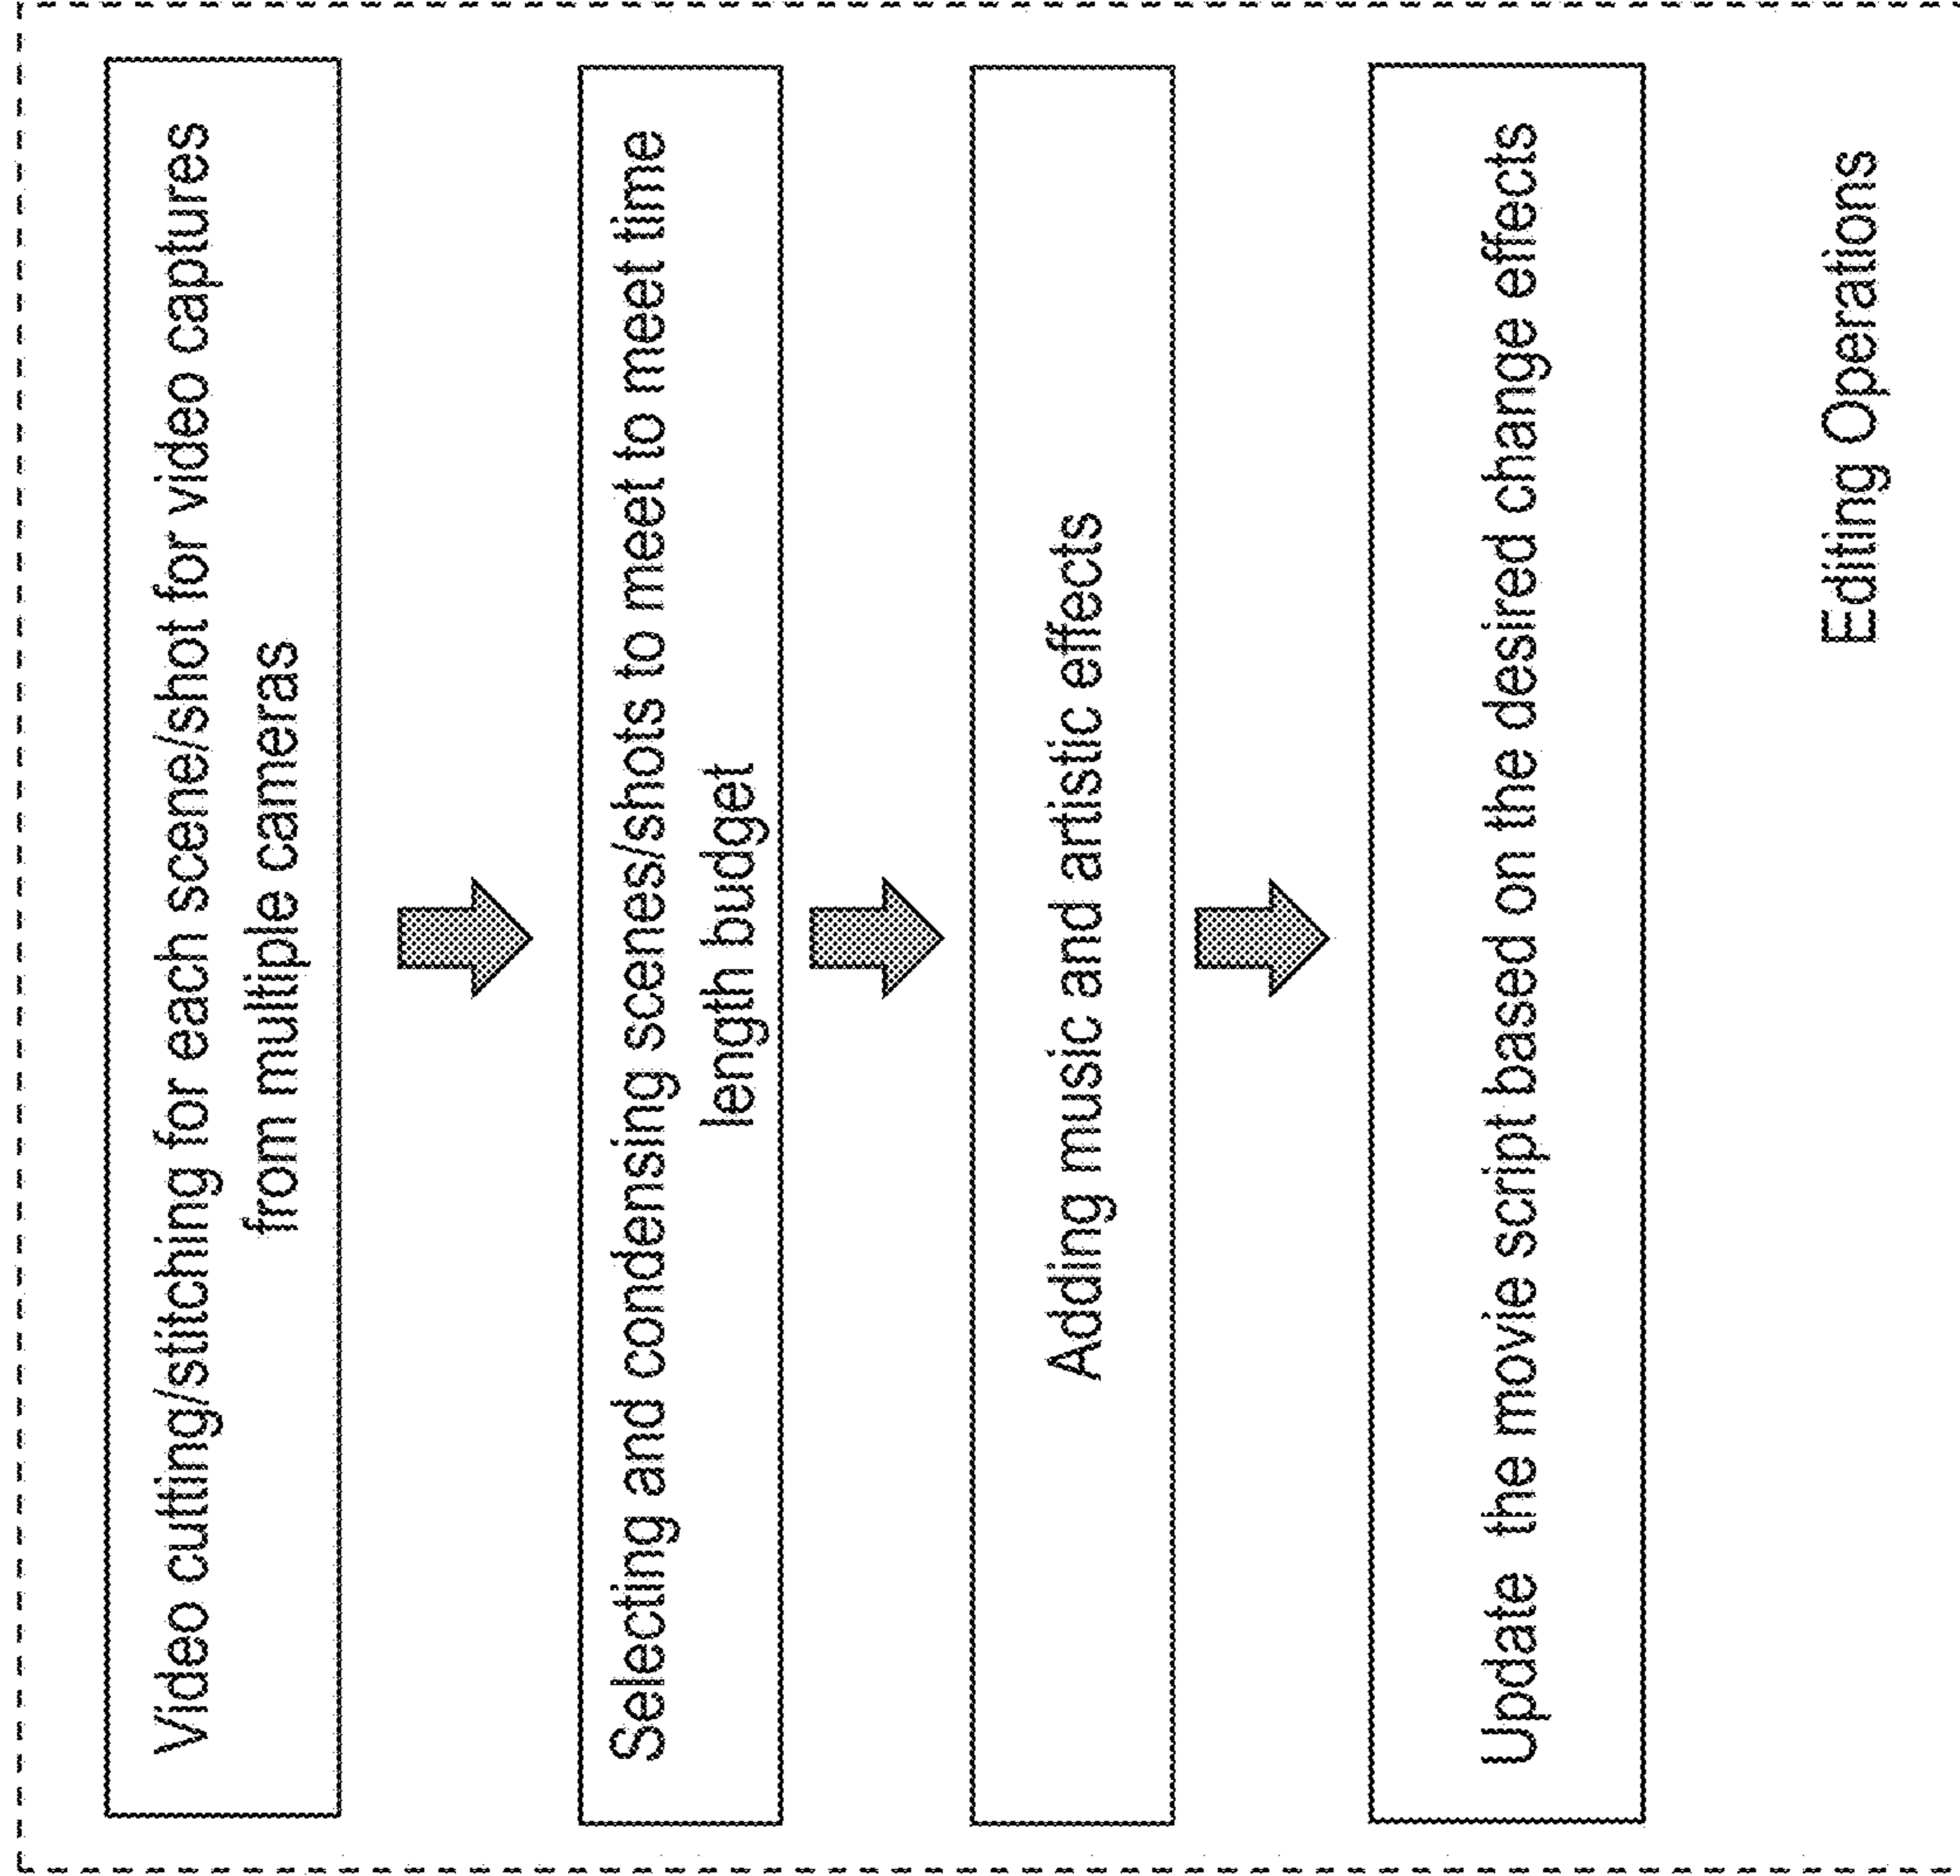 Video cutting/stitching for each scene/shot for video captures
from multiple cameras
Selecting and condensing scenes/shots to meet to meet time
length budget
Adding music and artistic effects
Update the movie script based on the desired change effects
Editing Operations